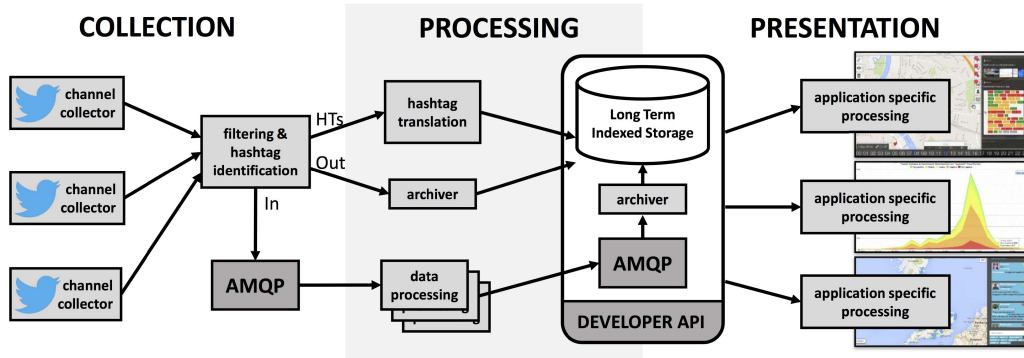 COLLECTION
PROCESSING
PRESENTATION
channel
collector
channel
collector
channel
collector
filtering &
hashtag
identification
HTs
Out
In
AMQP
hashtag
translation
archiver
data
processing
Long Term
Indexed Storage
archiver
AMQP
DEVELOPER API
application specific
processing
application specific
processing
application specific
processing